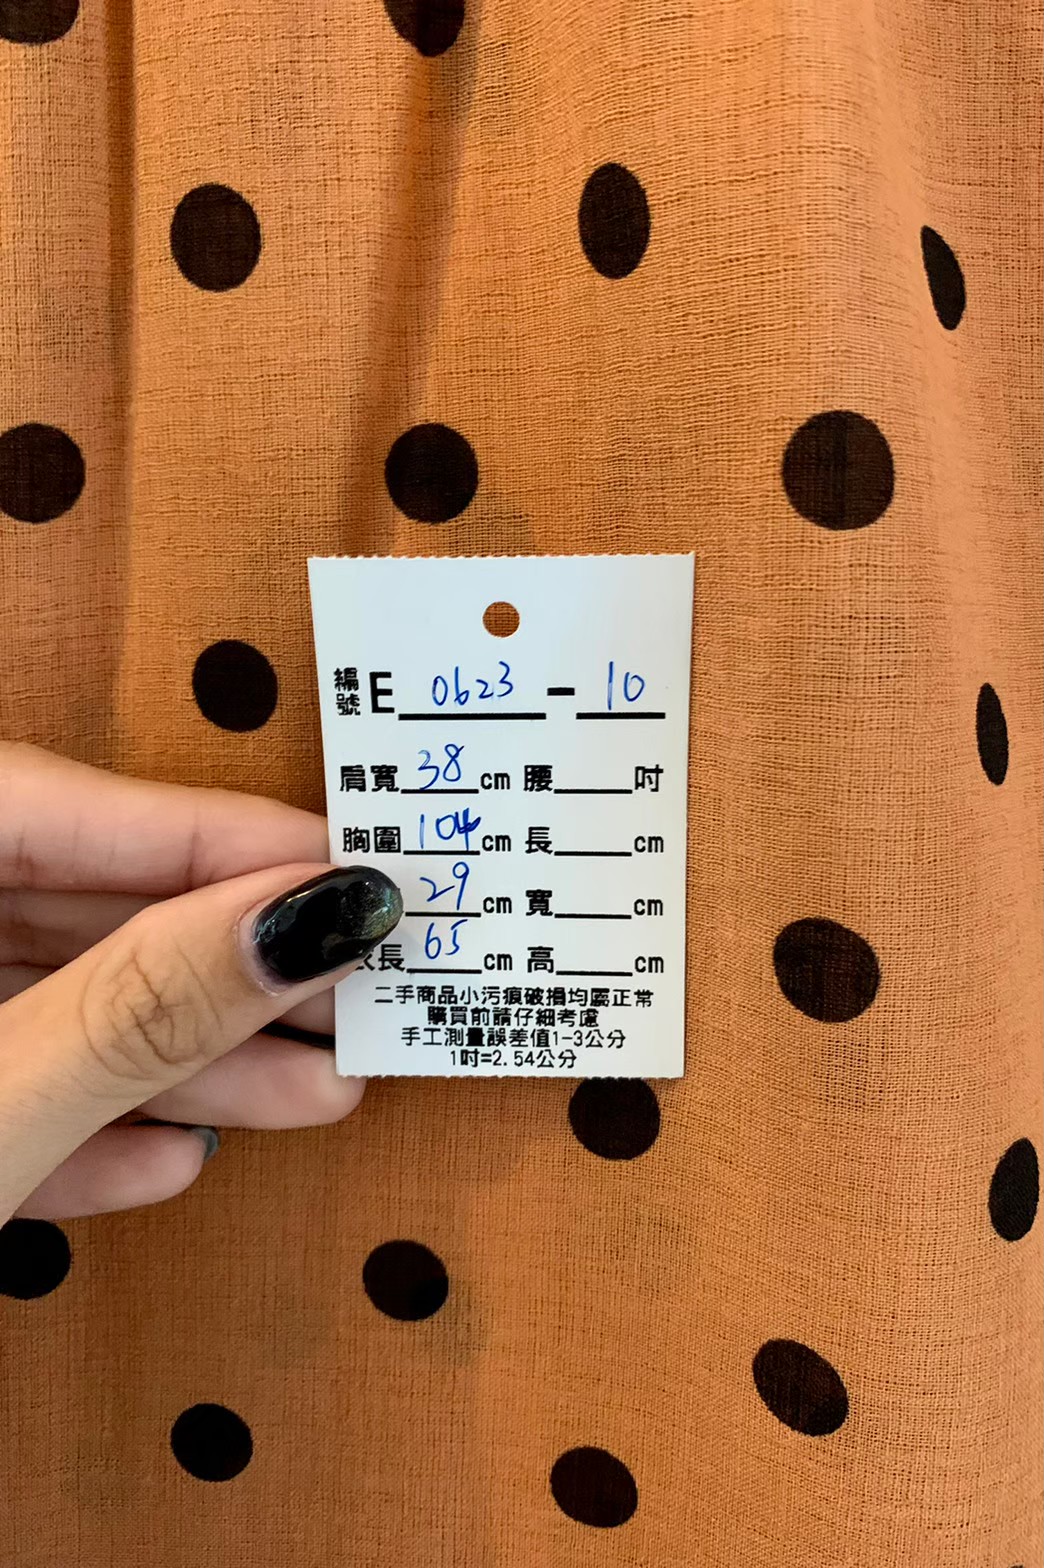 編號 E 0623-10
肩寬 38 cm 腰 吋
胸圍 104 cm 長 cm
29 cm 寬 cm
長 65 cm 高 cm
二手商品小污痕破損均屬正常
購買前請仔細考慮
手工測量誤差值1-3公分
1吋=2.54公分